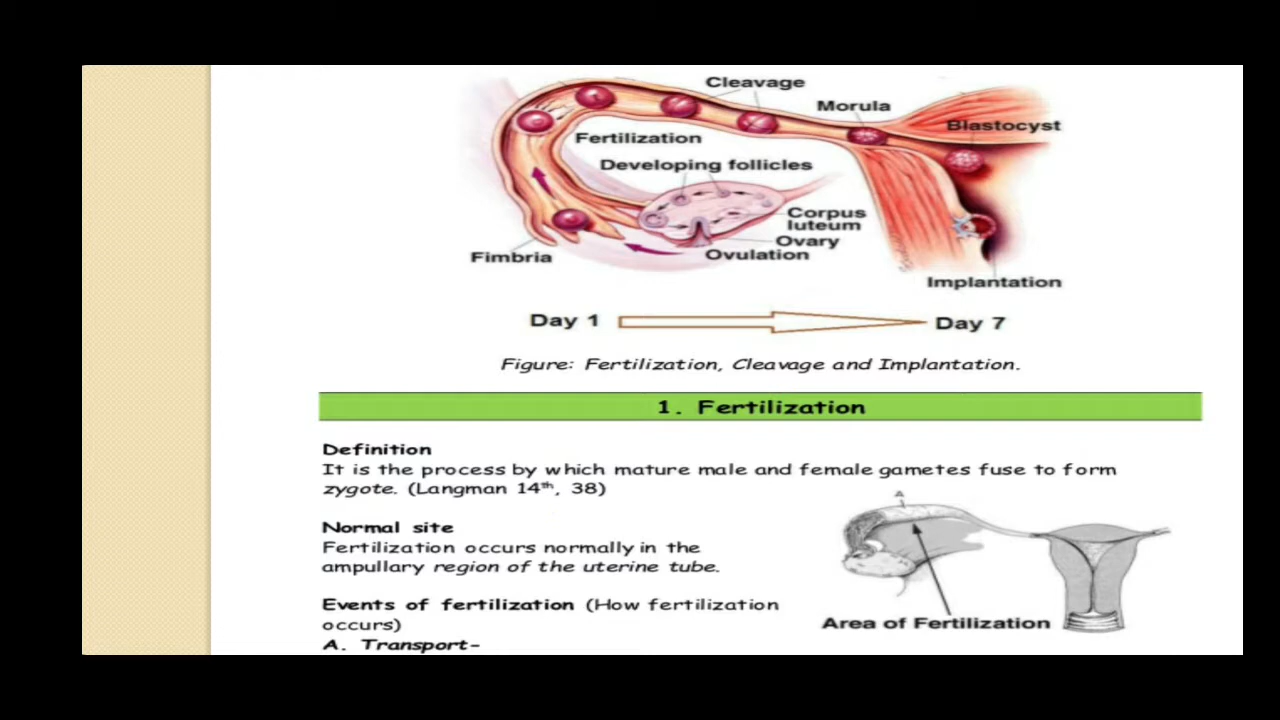 Cleavage
Morula
Blastocyst
Fertilization
Developing follicles
Corpus
luteum
Ovary
Ovulation
Fimbria
Implantation
Day 1
Day 7
Figure: Fertilization, Cleavage and Implantation.
1. Fertilization
Definition
It is the process by which mature male and female gametes fuse to form
zygote. (Langman 14th, 38)
A
Normal site
Fertilization occurs normally in the
ampullary region of the uterine tube.
Events of fertilization (How fertilization
occurs)
Area of Fertilization
A. Transport-